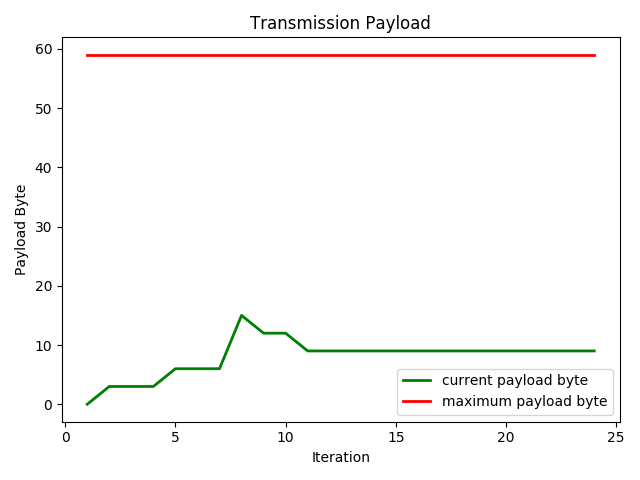 Transmission Payload
60
50
40
30
20
10
0
Payload Byte
0 5 10 15 20 25
Iteration
current payload byte
maximum payload byte